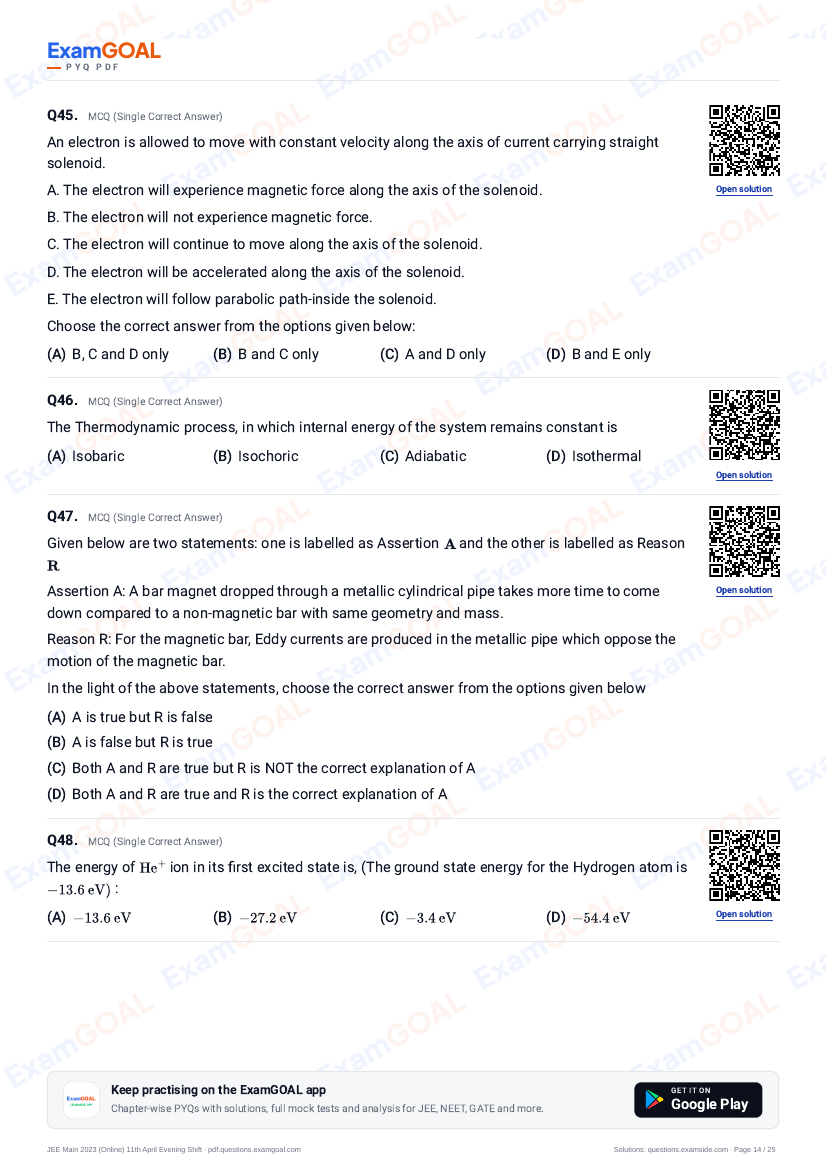 ExamGOAL
PYQ PDF
Q45. MCQ (Single Correct Answer)
An electron is allowed to move with constant velocity along the axis of current carrying straight
solenoid.
A. The electron will experience magnetic force along the axis of the solenoid.
B. The electron will not experience magnetic force.
C. The electron will continue to move along the axis of the solenoid.
D. The electron will be accelerated along the axis of the solenoid.
E. The electron will follow parabolic path-inside the solenoid.
Choose the correct answer from the options given below:
(A) B, C and D only (B) B and C only (C) A and D only (D) B and E only
Open solution
Q46. MCQ (Single Correct Answer)
The Thermodynamic process, in which internal energy of the system remains constant is
(A) Isobaric (B) Isochoric (C) Adiabatic (D) Isothermal
Open solution
Q47. MCQ (Single Correct Answer)
Given below are two statements: one is labelled as Assertion A and the other is labelled as Reason
R
Assertion A: A bar magnet dropped through a metallic cylindrical pipe takes more time to come
down compared to a non-magnetic bar with same geometry and mass.
Reason R: For the magnetic bar, Eddy currents are produced in the metallic pipe which oppose the
motion of the magnetic bar.
In the light of the above statements, choose the correct answer from the options given below
(A) A is true but R is false
(B) A is false but R is true
(C) Both A and R are true but R is NOT the correct explanation of A
(D) Both A and R are true and R is the correct explanation of A
Open solution
Q48. MCQ (Single Correct Answer)
The energy of He⁺ ion in its first excited state is, (The ground state energy for the Hydrogen atom is
−13.6 eV) :
(A) −13.6 eV (B) −27.2 eV (C) −3.4 eV (D) −54.4 eV
Open solution
ExamGOAL
Keep practising on the ExamGOAL app
Chapter-wise PYQs with solutions, full mock tests and analysis for JEE, NEET, GATE and more.
GET IT ON
Google Play
JEE Main 2023 (Online) 11th April Evening Shift · pdf.questions.examgoal.com
Solutions: questions.examside.com · Page 14 / 25